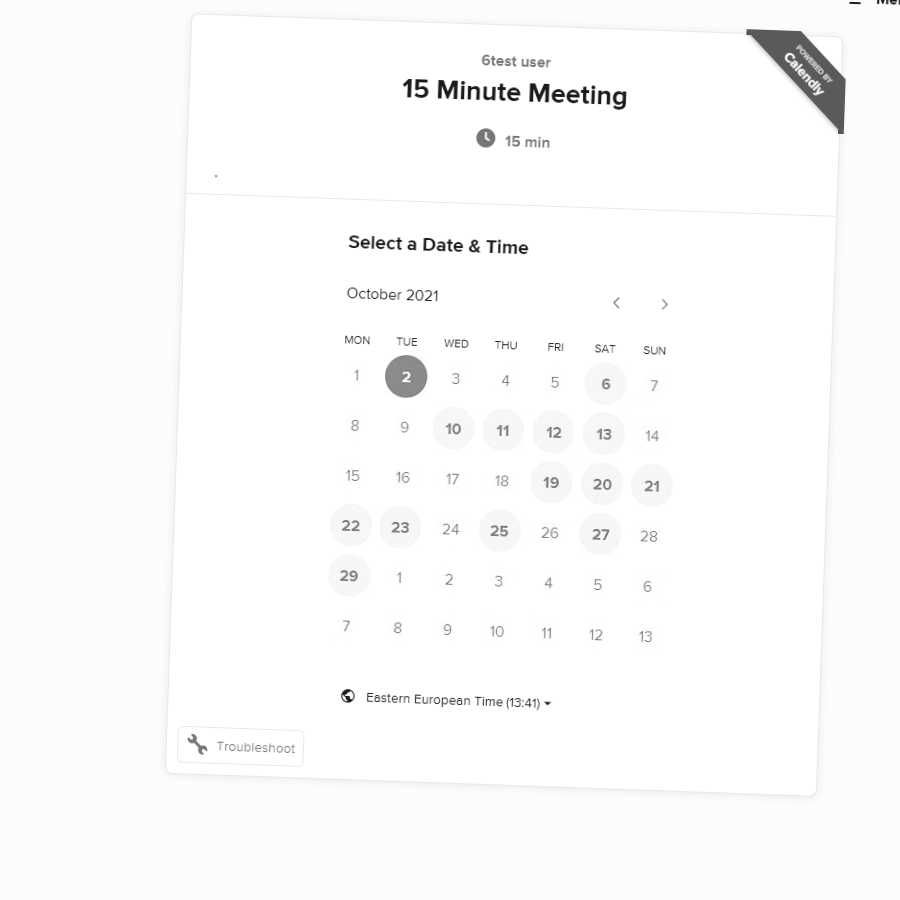 6test user
15 Minute Meeting
POWERED BY
Calendly
15 min
.
Select a Date & Time
October 2021
MON TUE WED THU FRI SAT SUN
1 2 3 4 5 6 7
8 9 10 11 12 13 14
15 16 17 18 19 20 21
22 23 24 25 26 27 28
29 1 2 3 4 5 6
7 8 9 10 11 12 13
Eastern European Time (13:41)
Troubleshoot